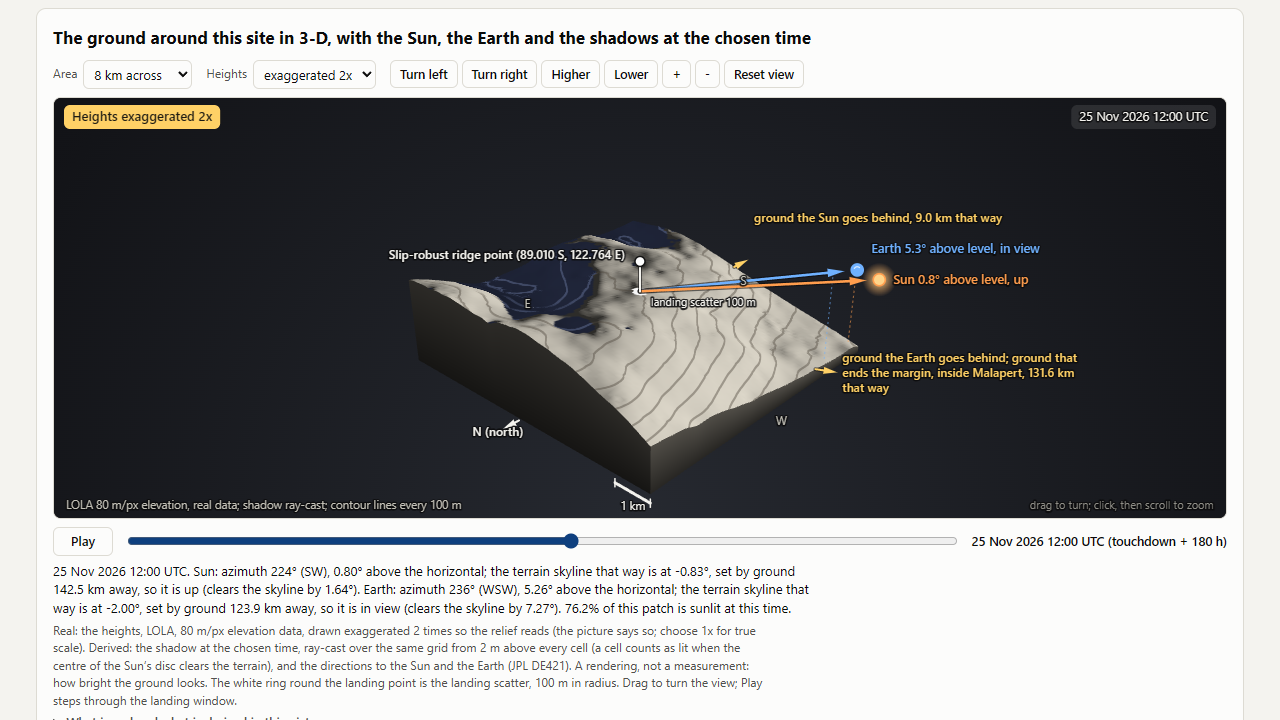 The ground around this site in 3-D, with the Sun, the Earth and the shadows at the chosen time
Area 8 km across Heights exaggerated 2x Turn left Turn right Higher Lower + - Reset view
Heights exaggerated 2x
25 Nov 2026 12:00 UTC
ground the Sun goes behind, 9.0 km that way
Earth 5.3° above level, in view
Slip-robust ridge point (89.010 S, 122.764 E)
S
Sun 0.8° above level, up
E
landing scatter 100 m
ground the Earth goes behind; ground that
ends the margin, inside Malapert, 131.6 km
that way
W
N (north)
1 km
LOLA 80 m/px elevation, real data; shadow ray-cast; contour lines every 100 m
drag to turn; click, then scroll to zoom
Play 25 Nov 2026 12:00 UTC (touchdown + 180 h)
25 Nov 2026 12:00 UTC. Sun: azimuth 224° (SW), 0.80° above the horizontal; the terrain skyline that way is at -0.83°, set by ground
142.5 km away, so it is up (clears the skyline by 1.64°). Earth: azimuth 236° (WSW), 5.26° above the horizontal; the terrain skyline that
way is at -2.00°, set by ground 123.9 km away, so it is in view (clears the skyline by 7.27°). 76.2% of this patch is sunlit at this time.
Real: the heights, LOLA, 80 m/px elevation data, drawn exaggerated 2 times so the relief reads (the picture says so; choose 1x for true
scale). Derived: the shadow at the chosen time, ray-cast over the same grid from 2 m above every cell (a cell counts as lit when the
centre of the Sun's disc clears the terrain), and the directions to the Sun and the Earth (JPL DE421). A rendering, not a measurement:
how bright the ground looks. The white ring round the landing point is the landing scatter, 100 m in radius. Drag to turn the view; Play
steps through the landing window.